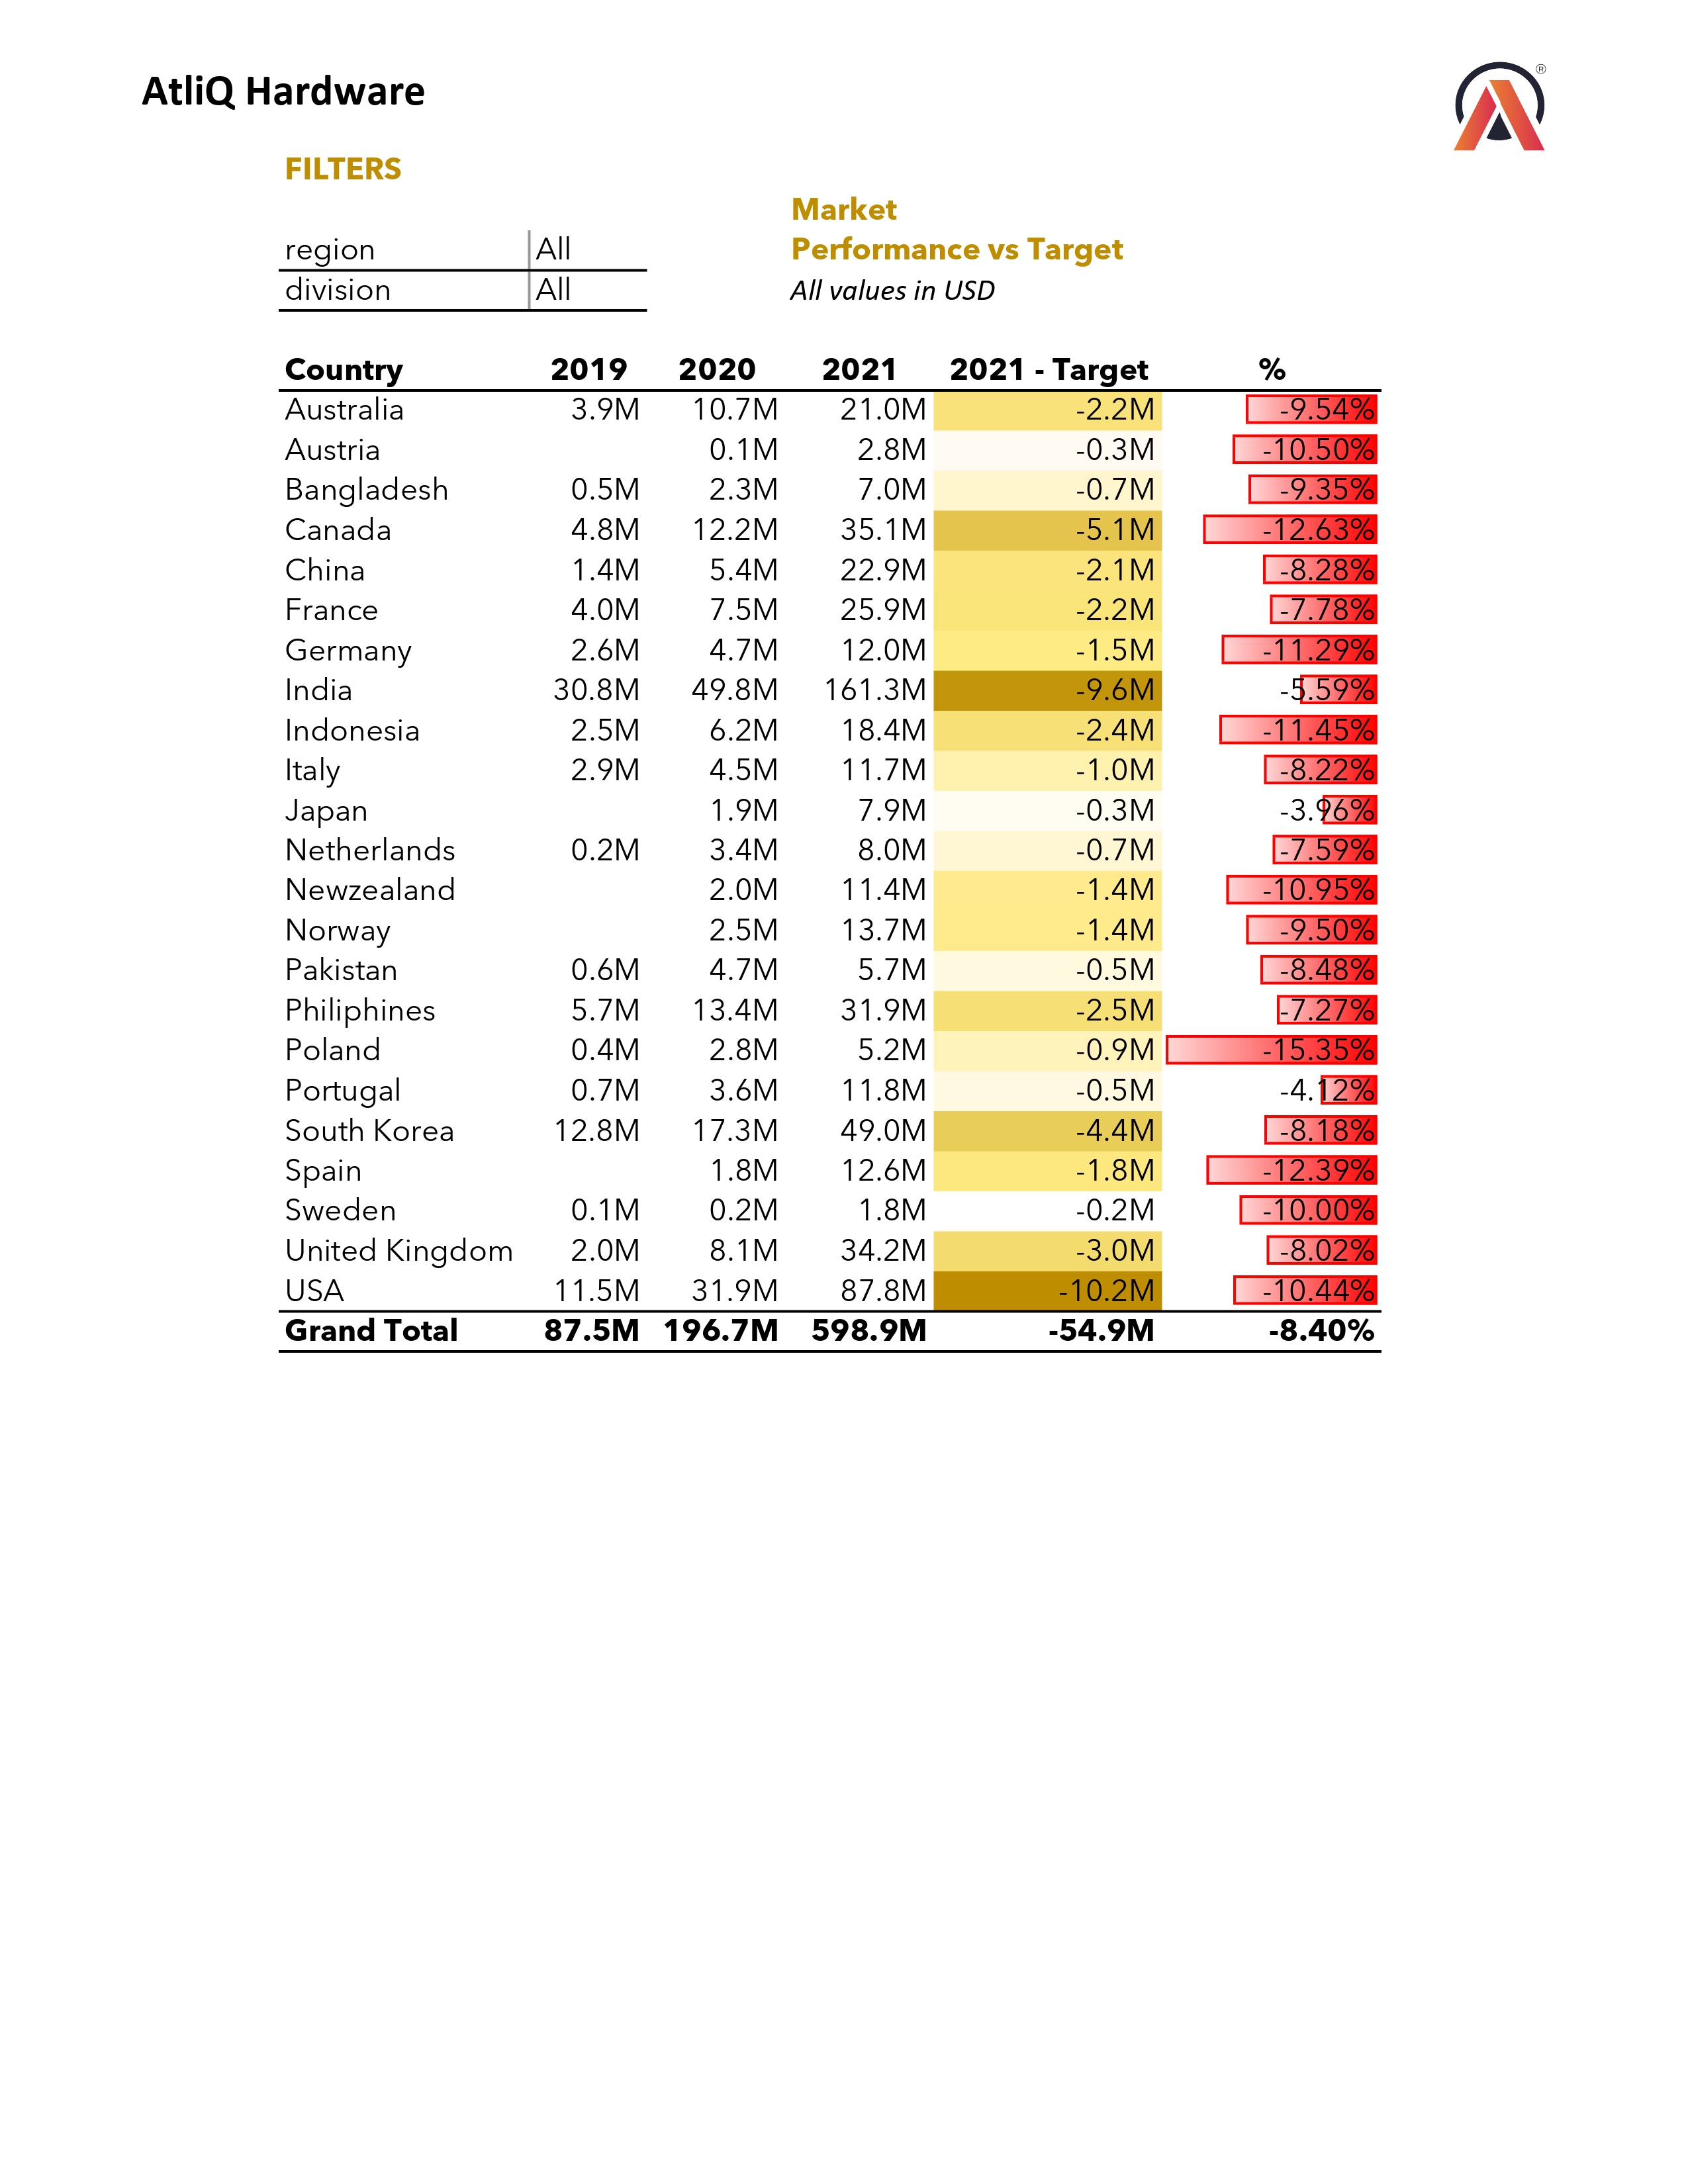 AtliQ Hardware
®
FILTERS
Market
region All Performance vs Target
division All All values in USD
Country 2019 2020 2021 2021 - Target %
Australia 3.9M 10.7M 21.0M -2.2M -9.54%
Austria 0.1M 2.8M -0.3M -10.50%
Bangladesh 0.5M 2.3M 7.0M -0.7M -9.35%
Canada 4.8M 12.2M 35.1M -5.1M -12.63%
China 1.4M 5.4M 22.9M -2.1M -8.28%
France 4.0M 7.5M 25.9M -2.2M -7.78%
Germany 2.6M 4.7M 12.0M -1.5M -11.29%
India 30.8M 49.8M 161.3M -9.6M -5.59%
Indonesia 2.5M 6.2M 18.4M -2.4M -11.45%
Italy 2.9M 4.5M 11.7M -1.0M -8.22%
Japan 1.9M 7.9M -0.3M -3.96%
Netherlands 0.2M 3.4M 8.0M -0.7M -7.59%
Newzealand 2.0M 11.4M -1.4M -10.95%
Norway 2.5M 13.7M -1.4M -9.50%
Pakistan 0.6M 4.7M 5.7M -0.5M -8.48%
Philiphines 5.7M 13.4M 31.9M -2.5M -7.27%
Poland 0.4M 2.8M 5.2M -0.9M -15.35%
Portugal 0.7M 3.6M 11.8M -0.5M -4.12%
South Korea 12.8M 17.3M 49.0M -4.4M -8.18%
Spain 1.8M 12.6M -1.8M -12.39%
Sweden 0.1M 0.2M 1.8M -0.2M -10.00%
United Kingdom 2.0M 8.1M 34.2M -3.0M -8.02%
USA 11.5M 31.9M 87.8M -10.2M -10.44%
Grand Total 87.5M 196.7M 598.9M -54.9M -8.40%